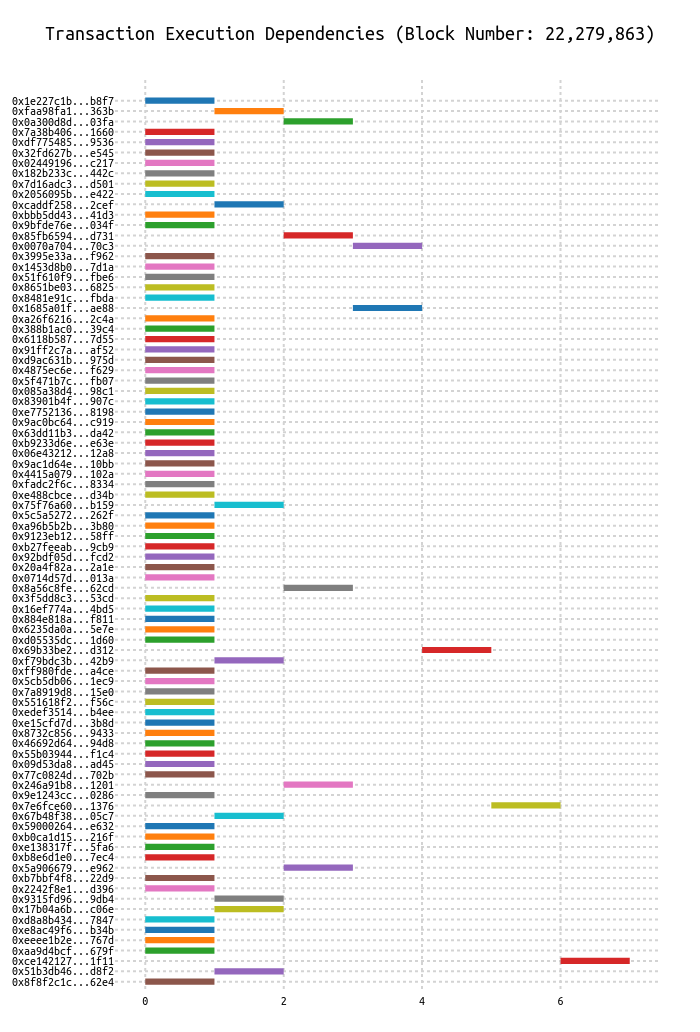 Transaction Execution Dependencies (Block Number: 22,279,863)
0x1e227c1b...b8f7
0xfaa98fa1...363b
0x0a300d8d...03fa
0x7a38b406...1660
0xdf775485...9536
0x32fd627b...e545
0x02449196...c217
0x182b233c...442c
0x7d16adc3...d501
0x2056095b...e422
0xcaddf258...2cef
0xbbb5dd43...41d3
0x9bfde76e...034f
0x85fb6594...d731
0x0070a704...70c3
0x3995e33a...f962
0x1453d8b0...7d1a
0x51f610f9...fbe6
0x8651be03...6825
0x8481e91c...fbda
0x1685a01f...ae88
0xa26f6216...2c4a
0x388b1ac0...39c4
0x6118b587...7d55
0x91ff2c7a...af52
0xd9ac631b...975d
0x4875ec6e...f629
0x5f471b7c...fb07
0x085a38d4...98c1
0x83901b4f...907c
0xe7752136...8198
0x9ac0bc64...c919
0x63dd11b3...da42
0xb9233d6e...e63e
0x06e43212...12a8
0x9ac1d64e...10bb
0x4415a079...102a
0xfadc2f6c...8334
0xe488cbce...d34b
0x75f76a60...b159
0x5c5a5272...262f
0xa96b5b2b...3b80
0x9123eb12...58ff
0xb27feeab...9cb9
0x92bdf05d...fcd2
0x20a4f82a...2a1e
0x0714d57d...013a
0x8a56c8fe...62cd
0x3f5dd8c3...53cd
0x16ef774a...4bd5
0x884e818a...f811
0x6235da0a...5e7e
0xd05535dc...1d60
0x69b33be2...d312
0xf79bdc3b...42b9
0xff980fde...a4ce
0x5cb5db06...1ec9
0x7a8919d8...15e0
0x551618f2...f56c
0xedef3514...b4ee
0xe15cfd7d...3b8d
0x8732c856...9433
0x46692d64...94d8
0x55b03944...f1c4
0x09d53da8...ad45
0x77c0824d...702b
0x246a91b8...1201
0x9e1243cc...0286
0x7e6fce60...1376
0x67b48f38...05c7
0x59000264...e632
0xb0ca1d15...216f
0xe138317f...5fa6
0xb8e6d1e0...7ec4
0x5a906679...e962
0xb7bbf4f8...22d9
0x2242f8e1...d396
0x9315fd96...9db4
0x17b04a6b...c06e
0xd8a8b434...7847
0xe8ac49f6...b34b
0xeeee1b2e...767d
0xaa9d4bcf...679f
0xce142127...1f11
0x51b3db46...d8f2
0x8f8f2c1c...62e4
0 2 4 6